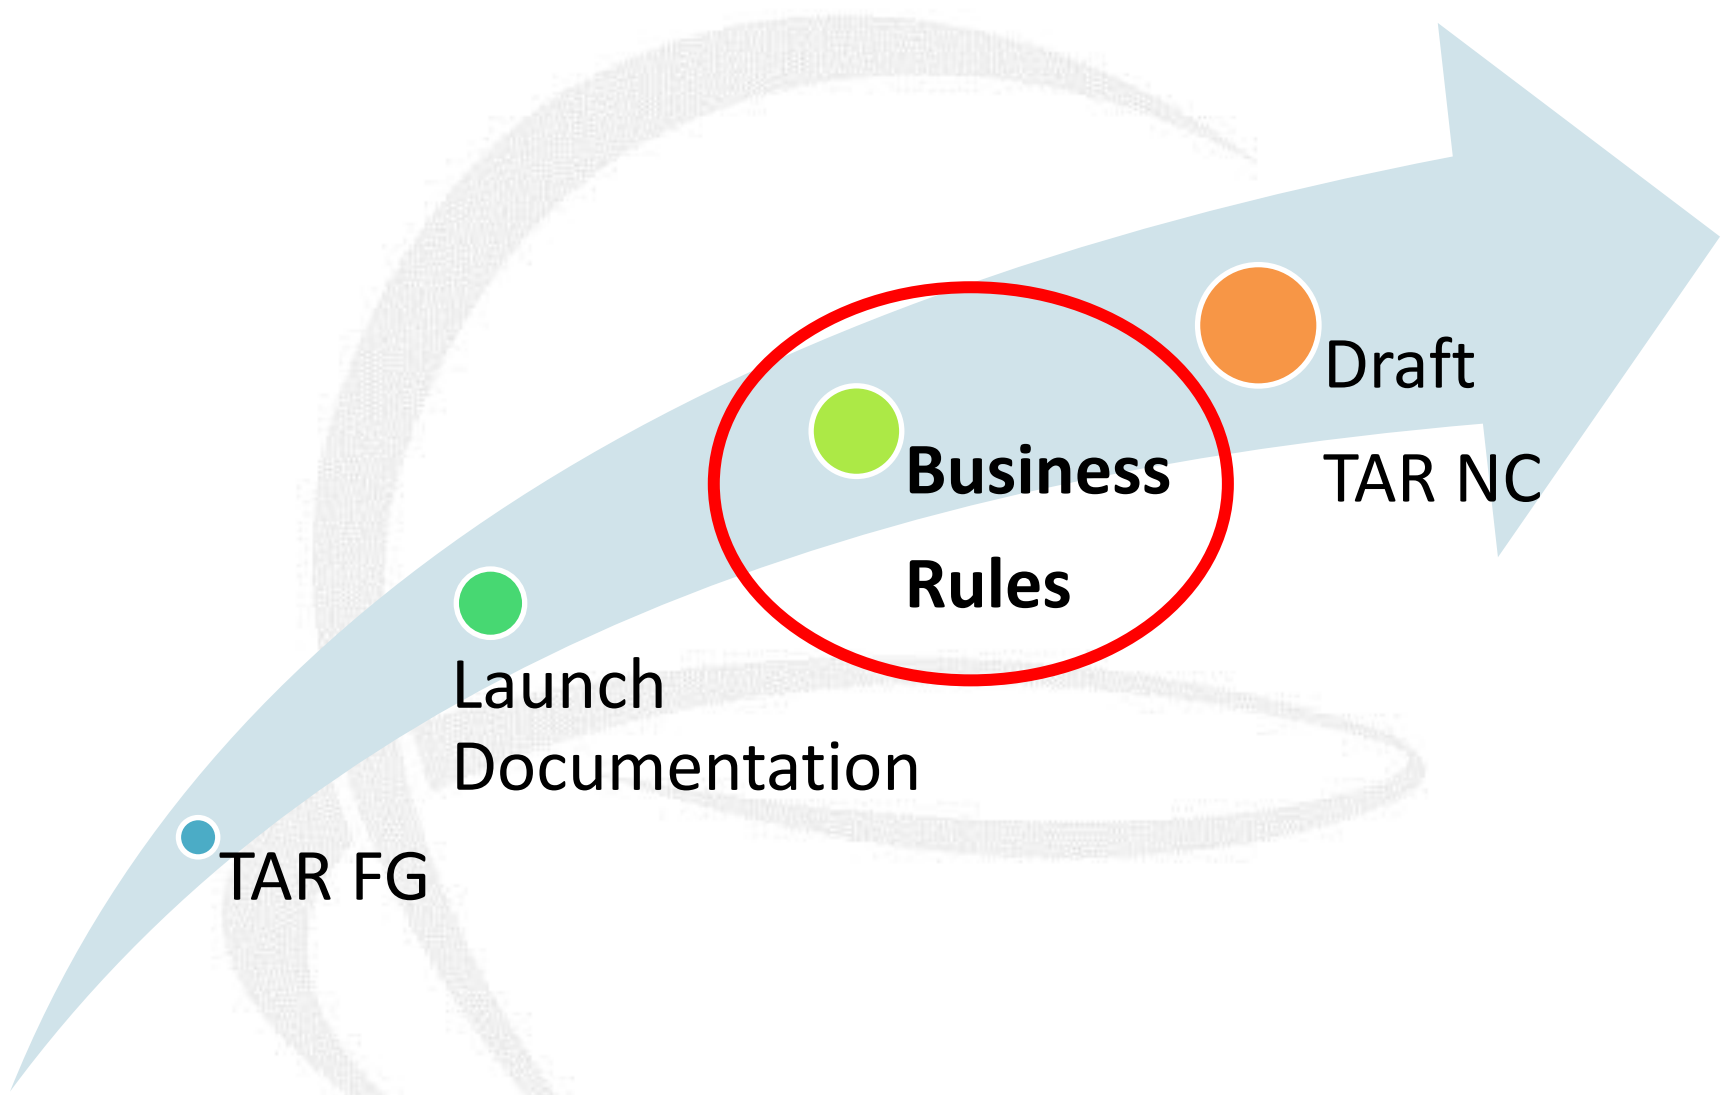 TAR FG
Launch
Documentation
Business
Rules
Draft
TAR NC